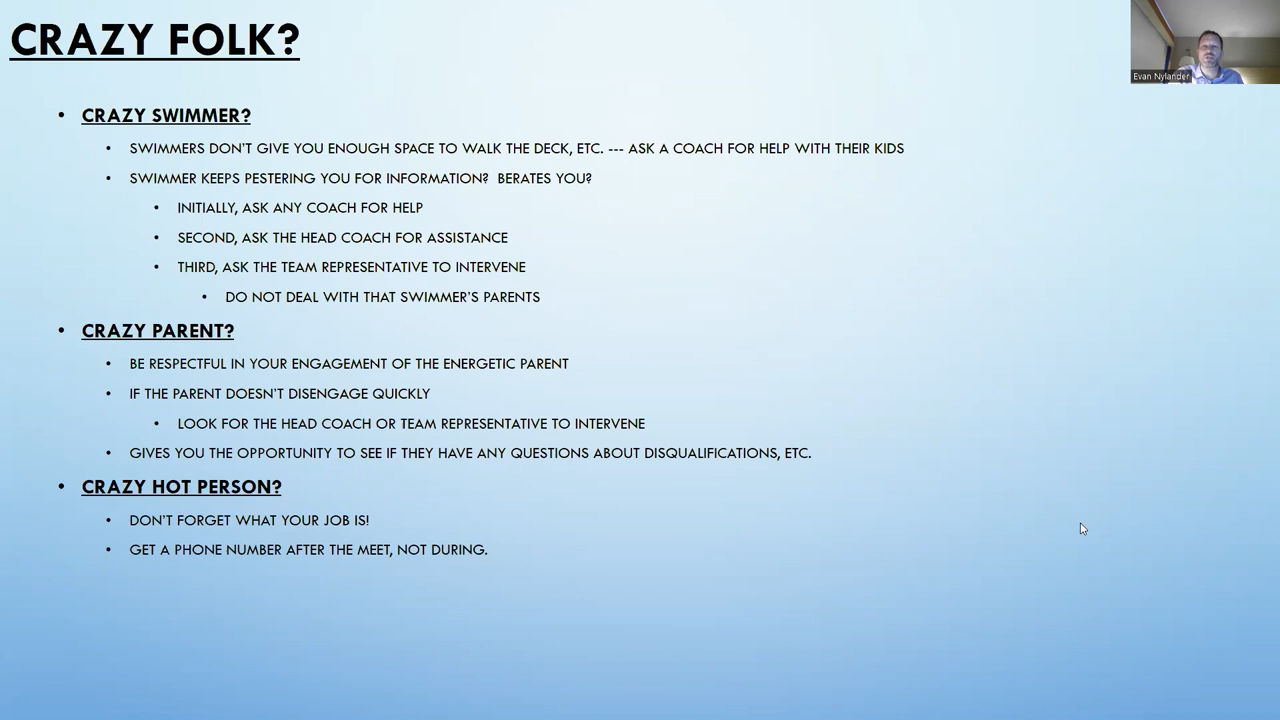 CRAZY FOLK?
Evan Nylander
CRAZY SWIMMER?
SWIMMERS DON'T GIVE YOU ENOUGH SPACE TO WALK THE DECK, ETC. --- ASK A COACH FOR HELP WITH THEIR KIDS
SWIMMER KEEPS PESTERING YOU FOR INFORMATION? BERATES YOU?
INITIALLY, ASK ANY COACH FOR HELP
SECOND, ASK THE HEAD COACH FOR ASSISTANCE
THIRD, ASK THE TEAM REPRESENTATIVE TO INTERVENE
DO NOT DEAL WITH THAT SWIMMER'S PARENTS
CRAZY PARENT?
BE RESPECTFUL IN YOUR ENGAGEMENT OF THE ENERGETIC PARENT
IF THE PARENT DOESN'T DISENGAGE QUICKLY
LOOK FOR THE HEAD COACH OR TEAM REPRESENTATIVE TO INTERVENE
GIVES YOU THE OPPORTUNITY TO SEE IF THEY HAVE ANY QUESTIONS ABOUT DISQUALIFICATIONS, ETC.
CRAZY HOT PERSON?
DON'T FORGET WHAT YOUR JOB IS!
GET A PHONE NUMBER AFTER THE MEET, NOT DURING.